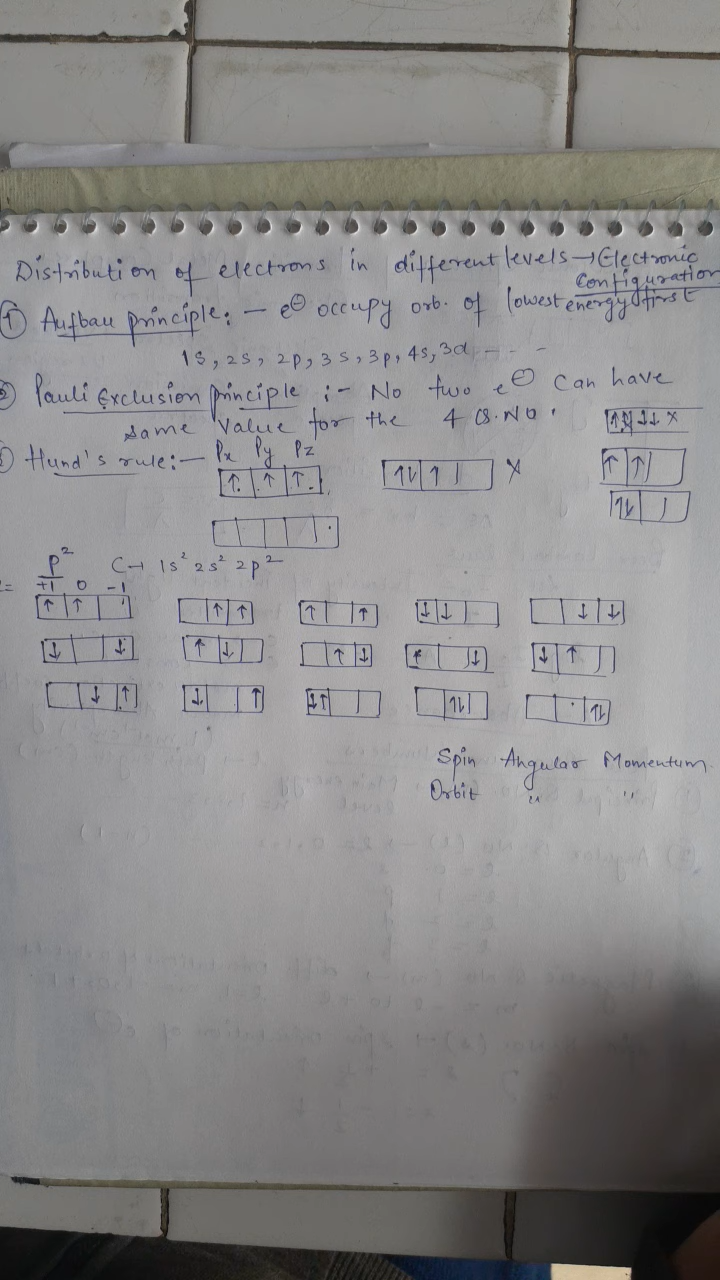 Distribution of electrons in different levels → Electronic
Configuration
① Aufbau principle :- e⊖ occupy orb. of lowest energy first
1s, 2s, 2p, 3s, 3p, 4s, 3d - - -
Pauli Exclusion principle :- No two e⊖ can have
same value for the 4 Q.No.
↑↑ ↓↓ x
Hund's rule :- Px Py Pz
↑ ↑ ↑
↑↓ ↑ X
↑ ↑
↑↓
P² C → 1s² 2s² 2p²
+1 0 -1
↑ ↑ ↑ ↑ ↑ ↑ ↓ ↓ ↓ ↓
↓ ↓ ↑ ↓ ↑ ↓ ↑ ↓ ↓ ↑
↓ ↑ ↓ ↑ ↓↑ ↑↓ ↑↓
Spin Angular Momentum.
Orbit " "